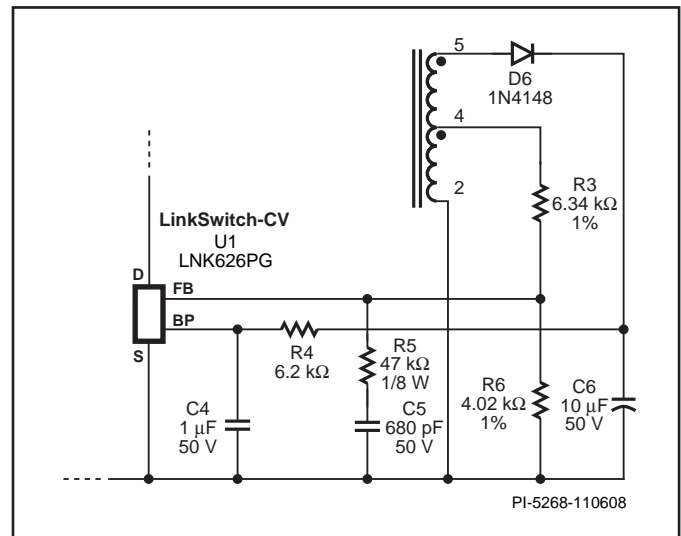 5
D6
1N4148
4
2
R3
6.34 kΩ
1%
LinkSwitch-CV
U1
LNK626PG
D
FB
BP
S
R4
6.2 kΩ
R5
47 kΩ
1/8 W
C4
1 μF
50 V
C5
680 pF
50 V
R6
4.02 kΩ
1%
C6
10 μF
50 V
PI-5268-110608